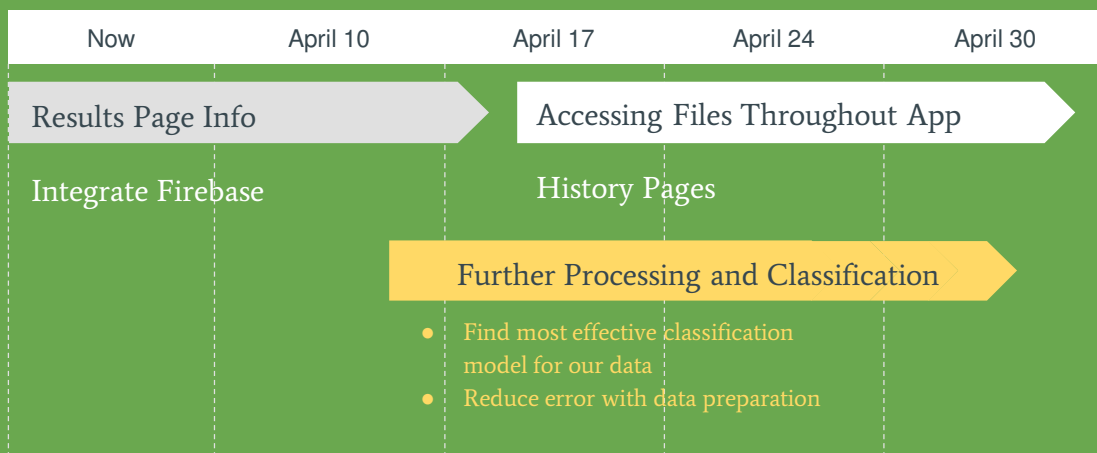 Now April 10 April 17 April 24 April 30
Results Page Info
Accessing Files Throughout App
Integrate Firebase
History Pages
Further Processing and Classification
● Find most effective classification
model for our data
● Reduce error with data preparation